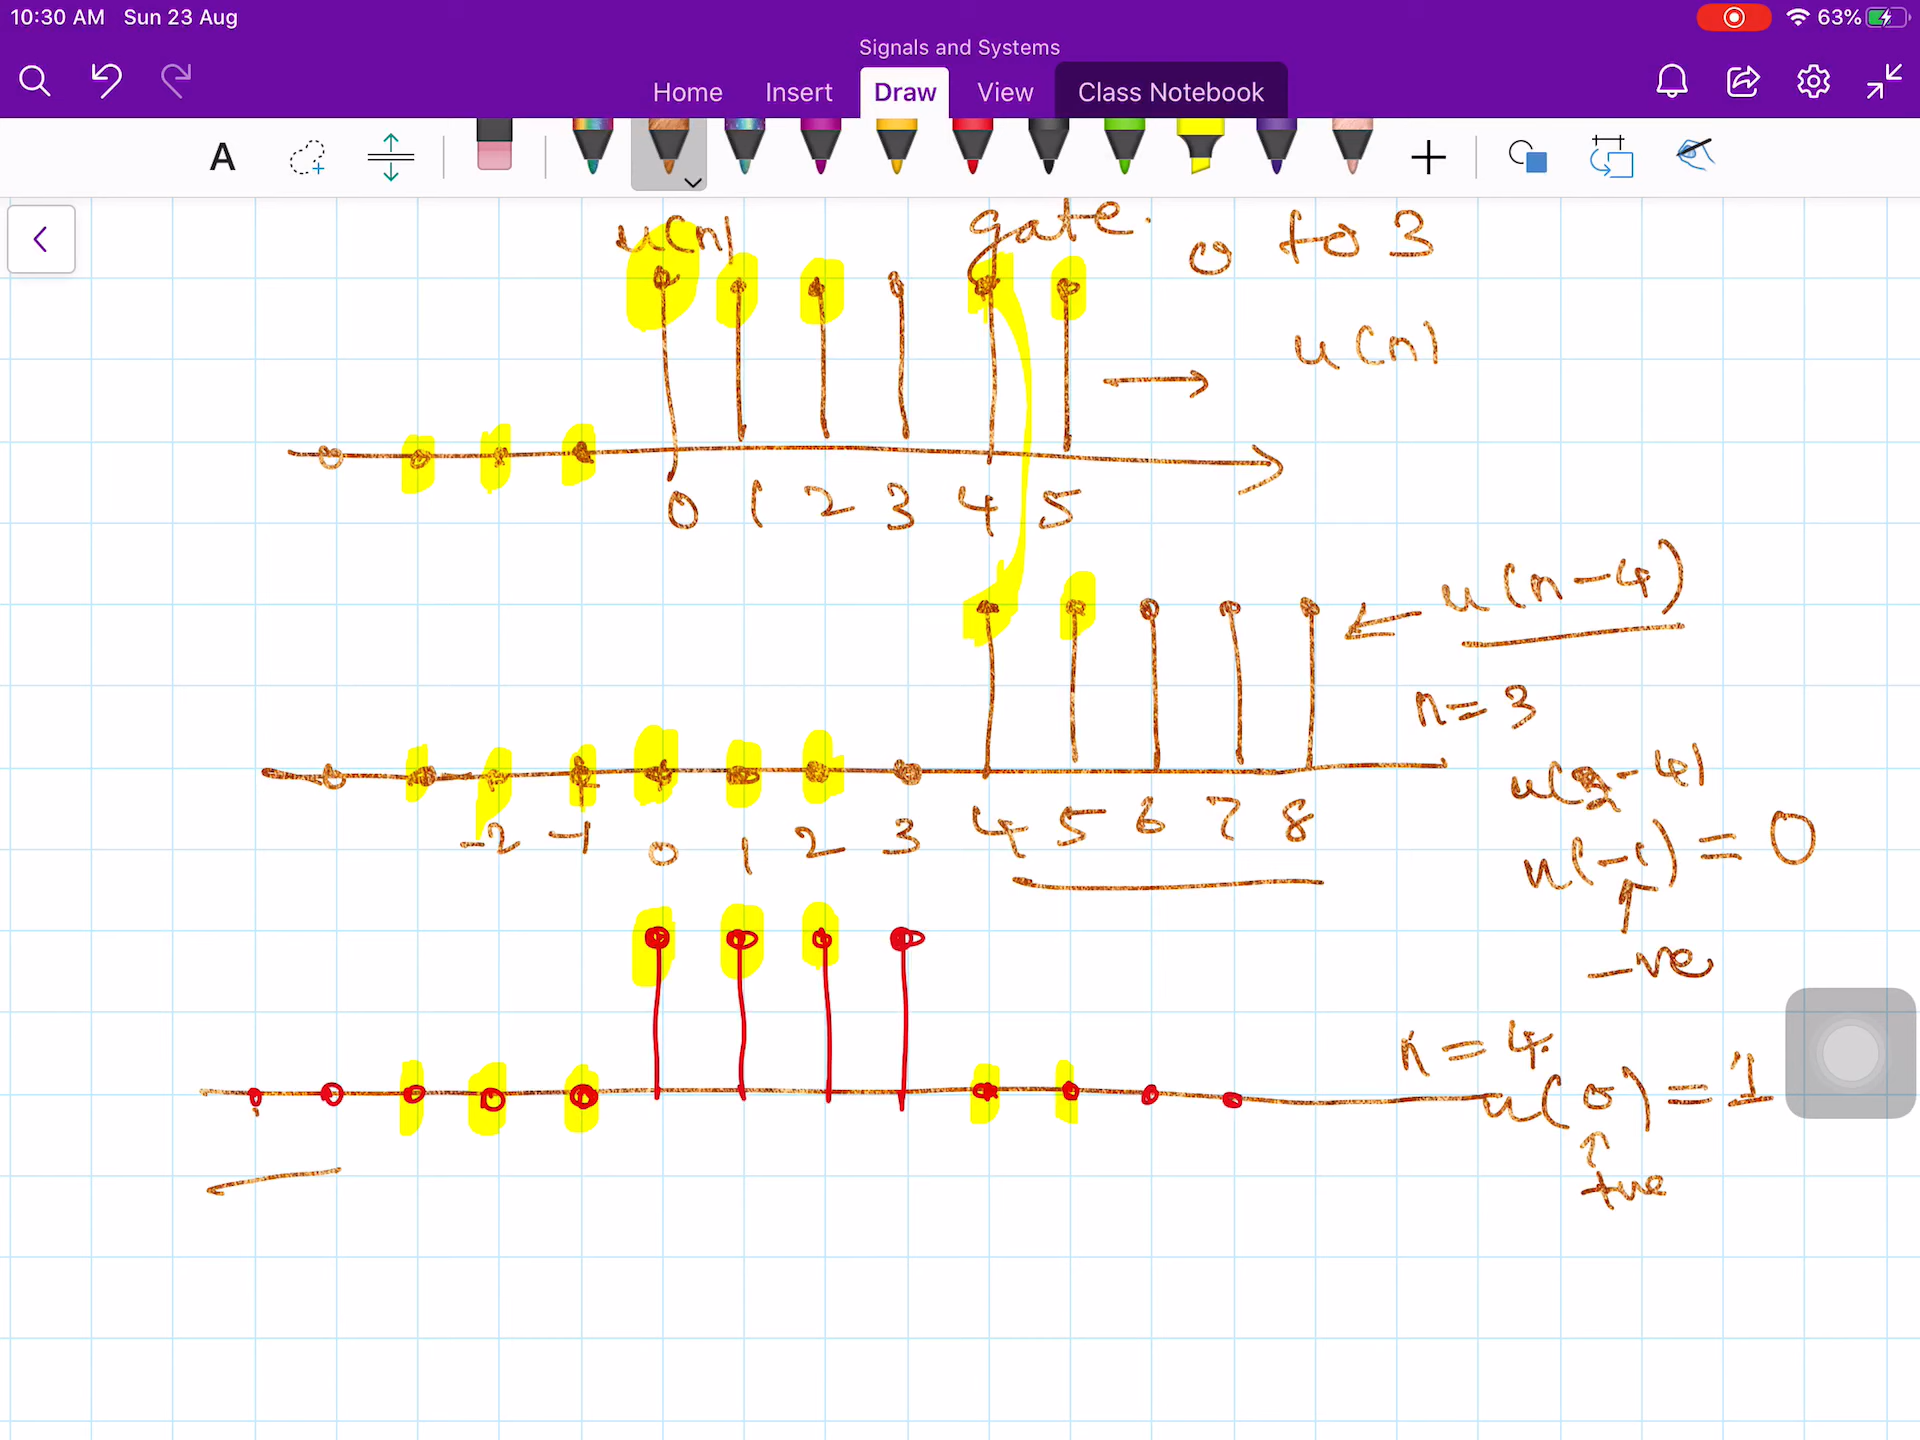 10:30 AM Sun 23 Aug
63%
Signals and Systems
Home Insert Draw View Class Notebook
A
u(n) gate. 0 to 3
u(n)
0 1 2 3 4 5
u(n-4)
n=3
-2 -1 0 1 2 3 4 5 6 7 8
u(3-4)
u(-1)=0
-ve
n=4.
u(0)=1
+ve